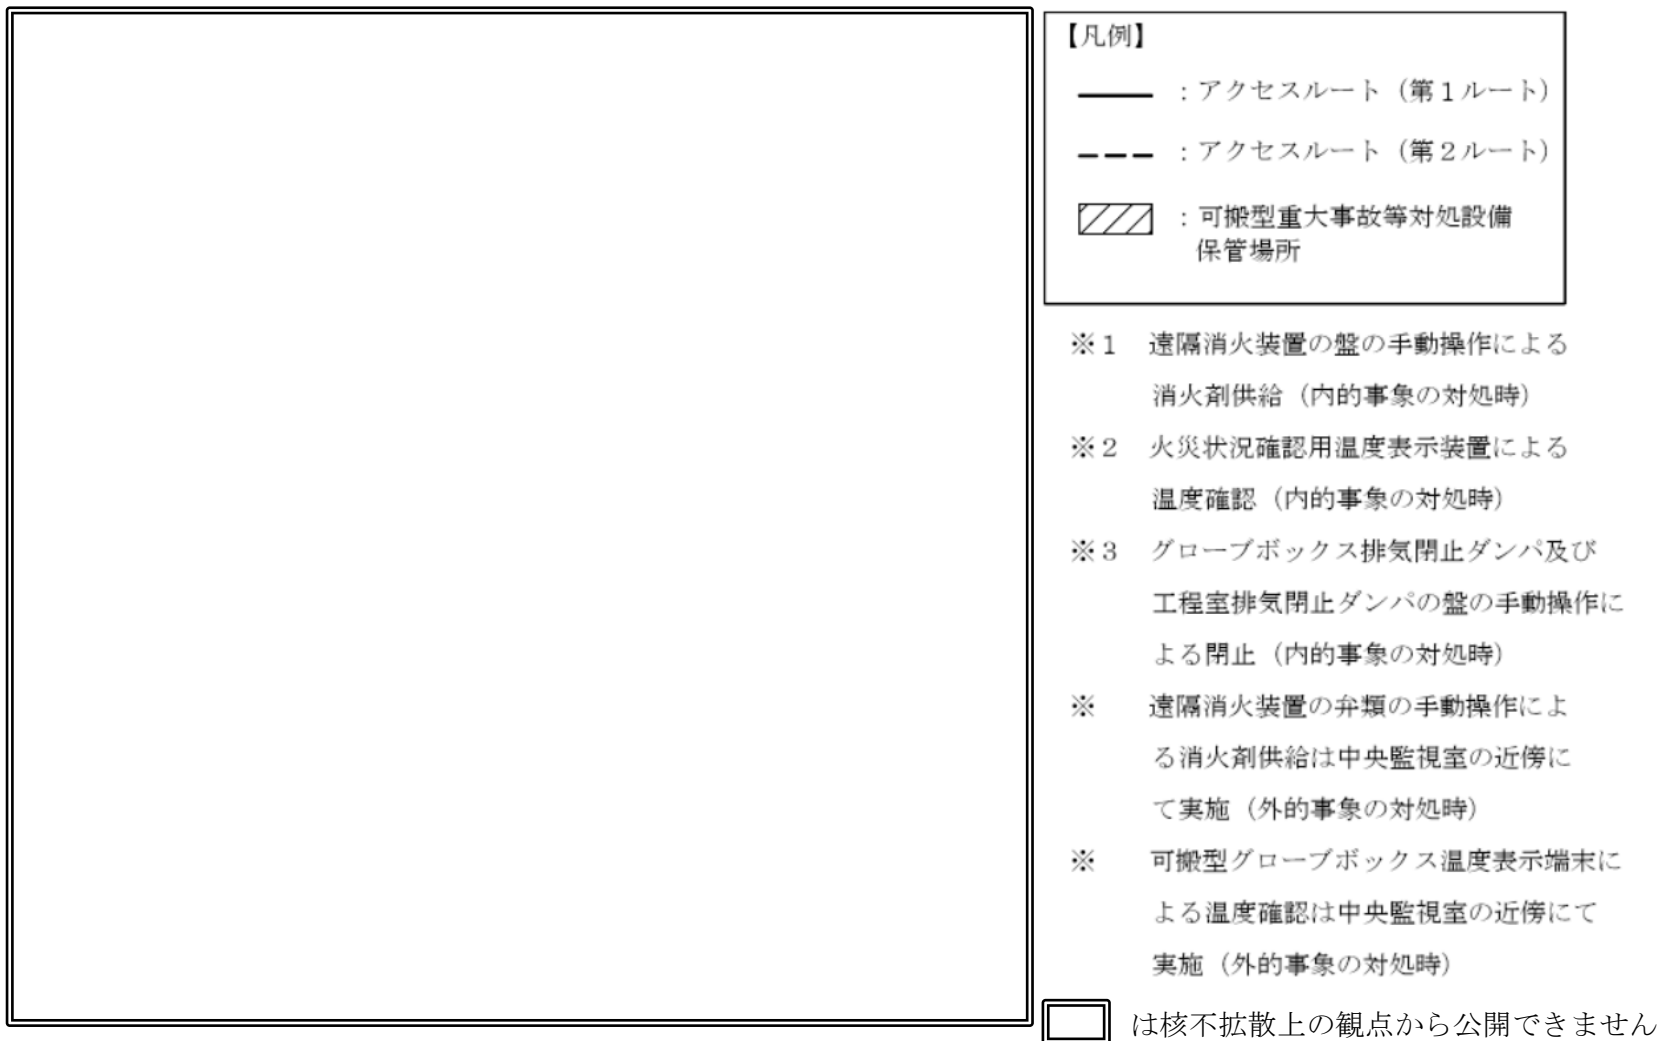 【凡例】
：アクセスルート（第１ルート）
：アクセスルート（第２ルート）
：可搬型重大事故等対処設備
保管場所
※１　遠隔消火装置の盤の手動操作による
消火剤供給（内的事象の対処時）
※２　火災状況確認用温度表示装置による
温度確認（内的事象の対処時）
※３　グローブボックス排気閉止ダンパ及び
工程室排気閉止ダンパの盤の手動操作に
よる閉止（内的事象の対処時）
※　遠隔消火装置の弁類の手動操作によ
る消火剤供給は中央監視室の近傍に
て実施（外的事象の対処時）
※　可搬型グローブボックス温度表示端末に
よる温度確認は中央監視室の近傍にて
実施（外的事象の対処時）
は核不拡散上の観点から公開できません